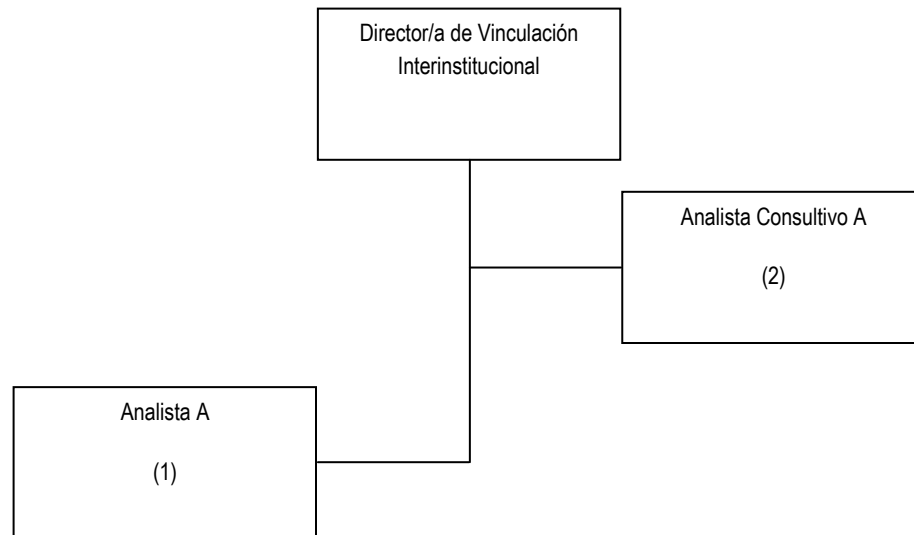 Director/a de Vinculación
Interinstitucional
Analista Consultivo A
(2)
Analista A
(1)